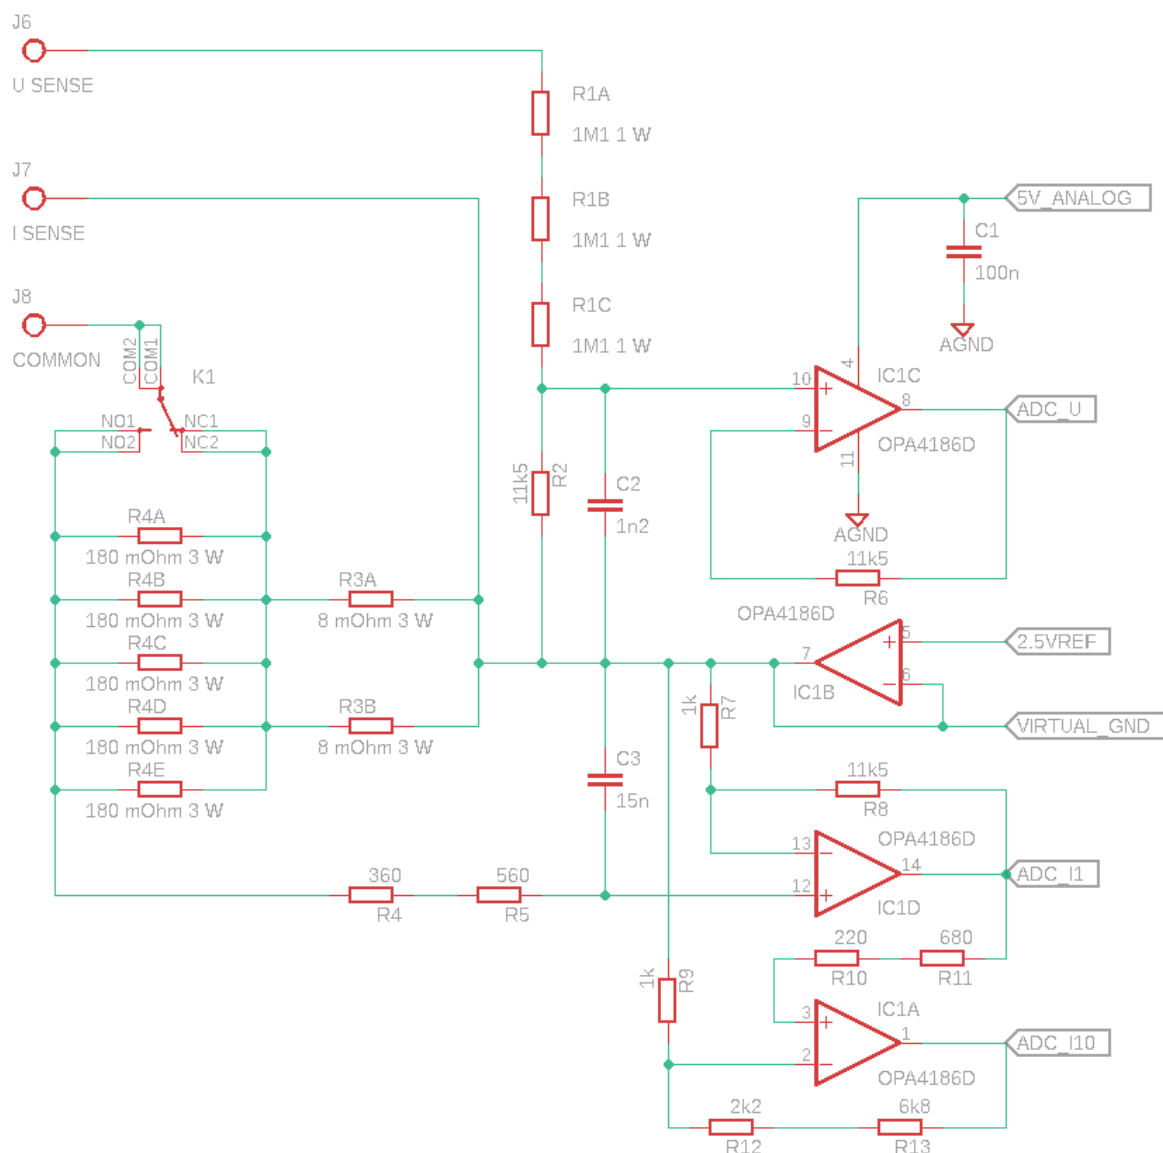 J6
U SENSE
R1A
1M1 1 W
J7
I SENSE
R1B
1M1 1 W
5V_ANALOG
C1
100n
AGND
J8
COMMON
COM2
COM1
K1
R1C
1M1 1 W
NO1
NO2
NC1
NC2
4
10
9
8
11
IC1C
OPA4186D
ADC_U
AGND
11k5
R2
C2
1n2
11k5
R6
R4A
180 mOhm 3 W
R4B
180 mOhm 3 W
R4C
180 mOhm 3 W
R4D
180 mOhm 3 W
R4E
180 mOhm 3 W
R3A
8 mOhm 3 W
R3B
8 mOhm 3 W
OPA4186D
5
6
7
IC1B
2.5VREF
VIRTUAL_GND
1k
R7
C3
15n
11k5
R8
OPA4186D
13
12
14
IC1D
ADC_I1
360
R4
560
R5
220
R10
680
R11
1k
R9
IC1A
3
2
1
OPA4186D
ADC_I10
2k2
R12
6k8
R13